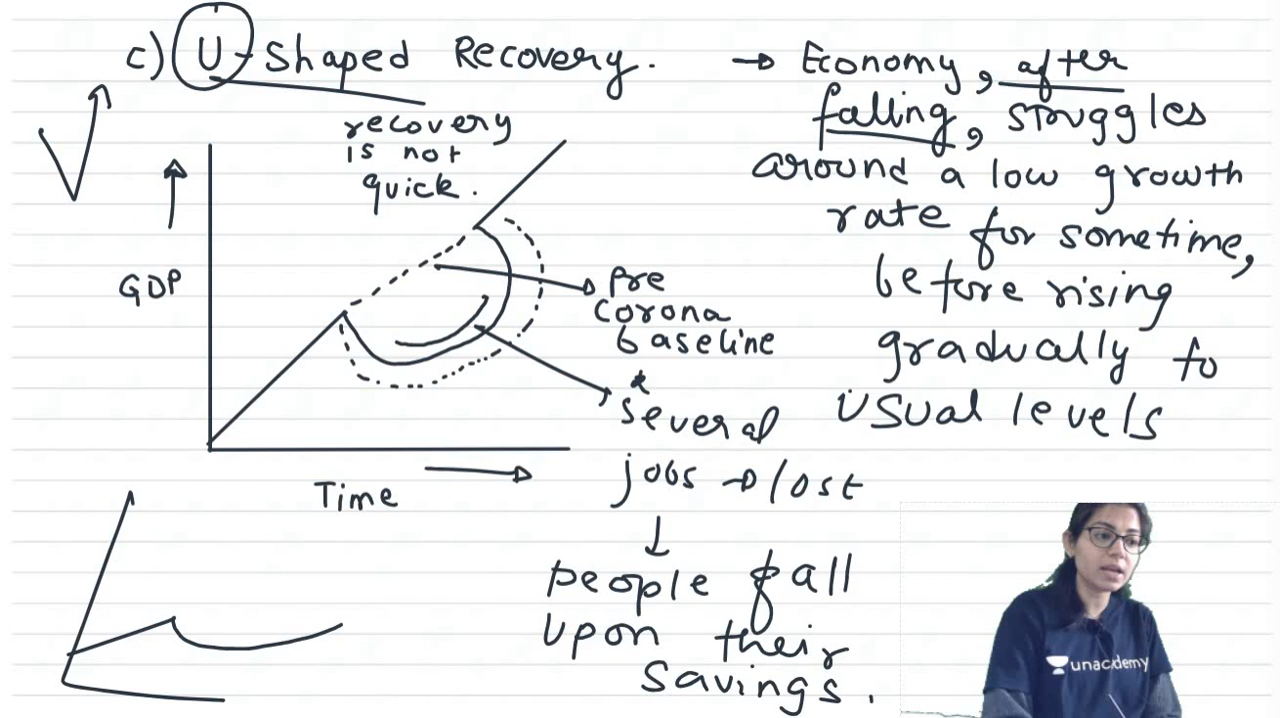 c) U-Shaped Recovery.
recovery
is not
quick.
GDP
Time
Pre
Corona
baseline
*
several
jobs → lost
↓
people fall
upon their
savings.
→ Economy, after
falling, struggles
around a low growth
rate for sometime,
before rising
gradually to
usual levels
unacademy